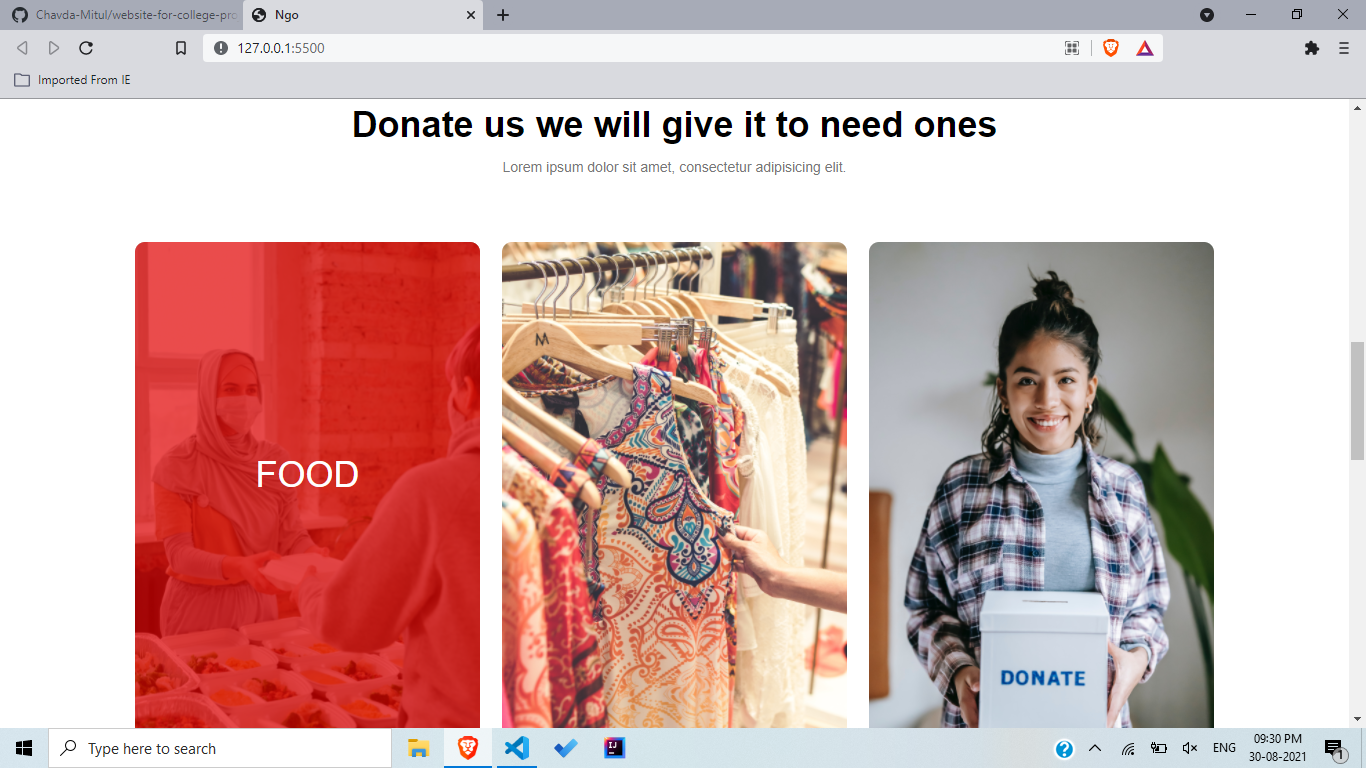 Chavda-Mitul/website-for-college-pro
Ngo
127.0.0.1:5500
Imported From IE
Donate us we will give it to need ones
Lorem ipsum dolor sit amet, consectetur adipisicing elit.
FOOD
M
DONATE
Type here to search
ENG
09:30 PM
30-08-2021
1